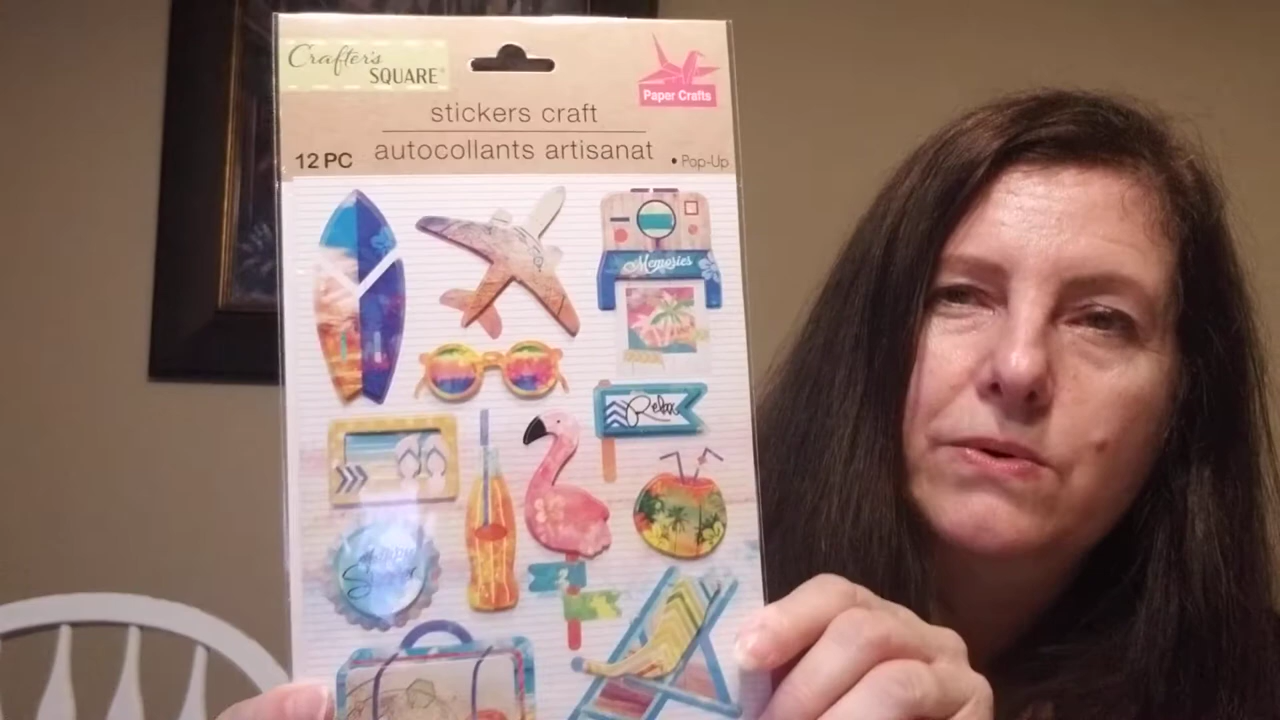 Crafter's
SQUARE
Paper Crafts
stickers craft
autocollants artisanat
12 PC
• Pop-Up
Memories
Relax